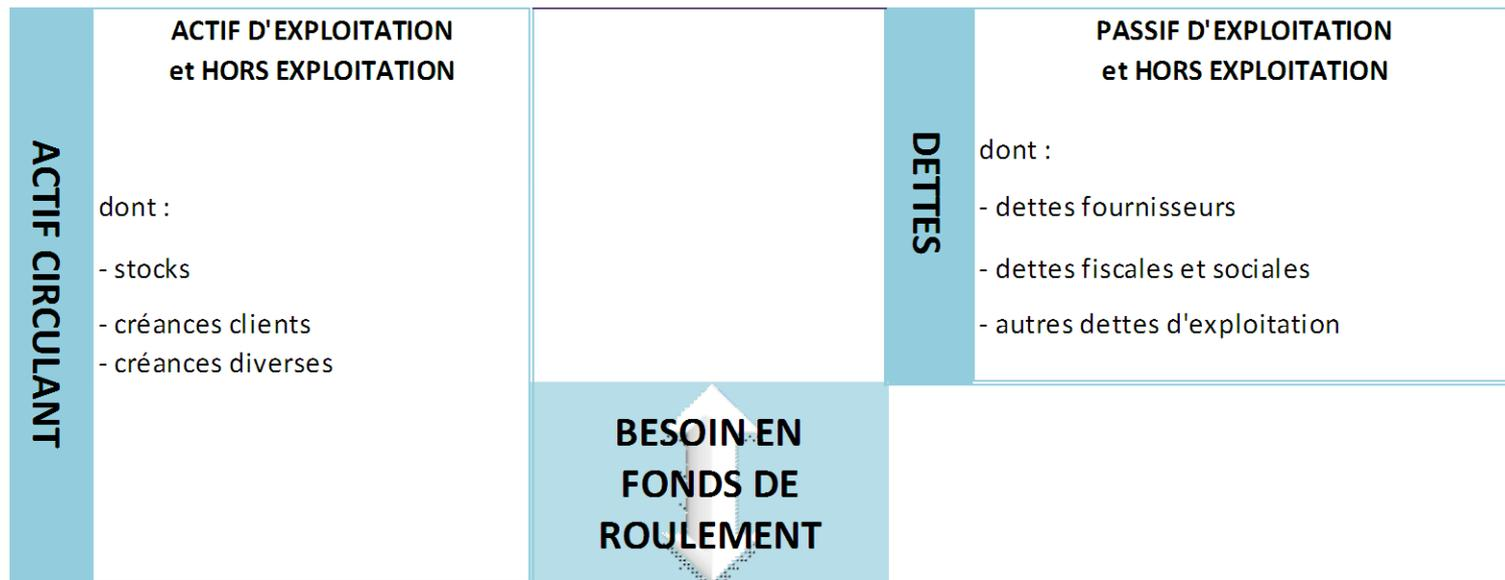 ACTIF CIRCULANT
ACTIF D'EXPLOITATION
et HORS EXPLOITATION
dont :
- stocks
- créances clients
- créances diverses
BESOIN EN
FONDS DE
ROULEMENT
DETTES
PASSIF D'EXPLOITATION
et HORS EXPLOITATION
dont :
- dettes fournisseurs
- dettes fiscales et sociales
- autres dettes d'exploitation